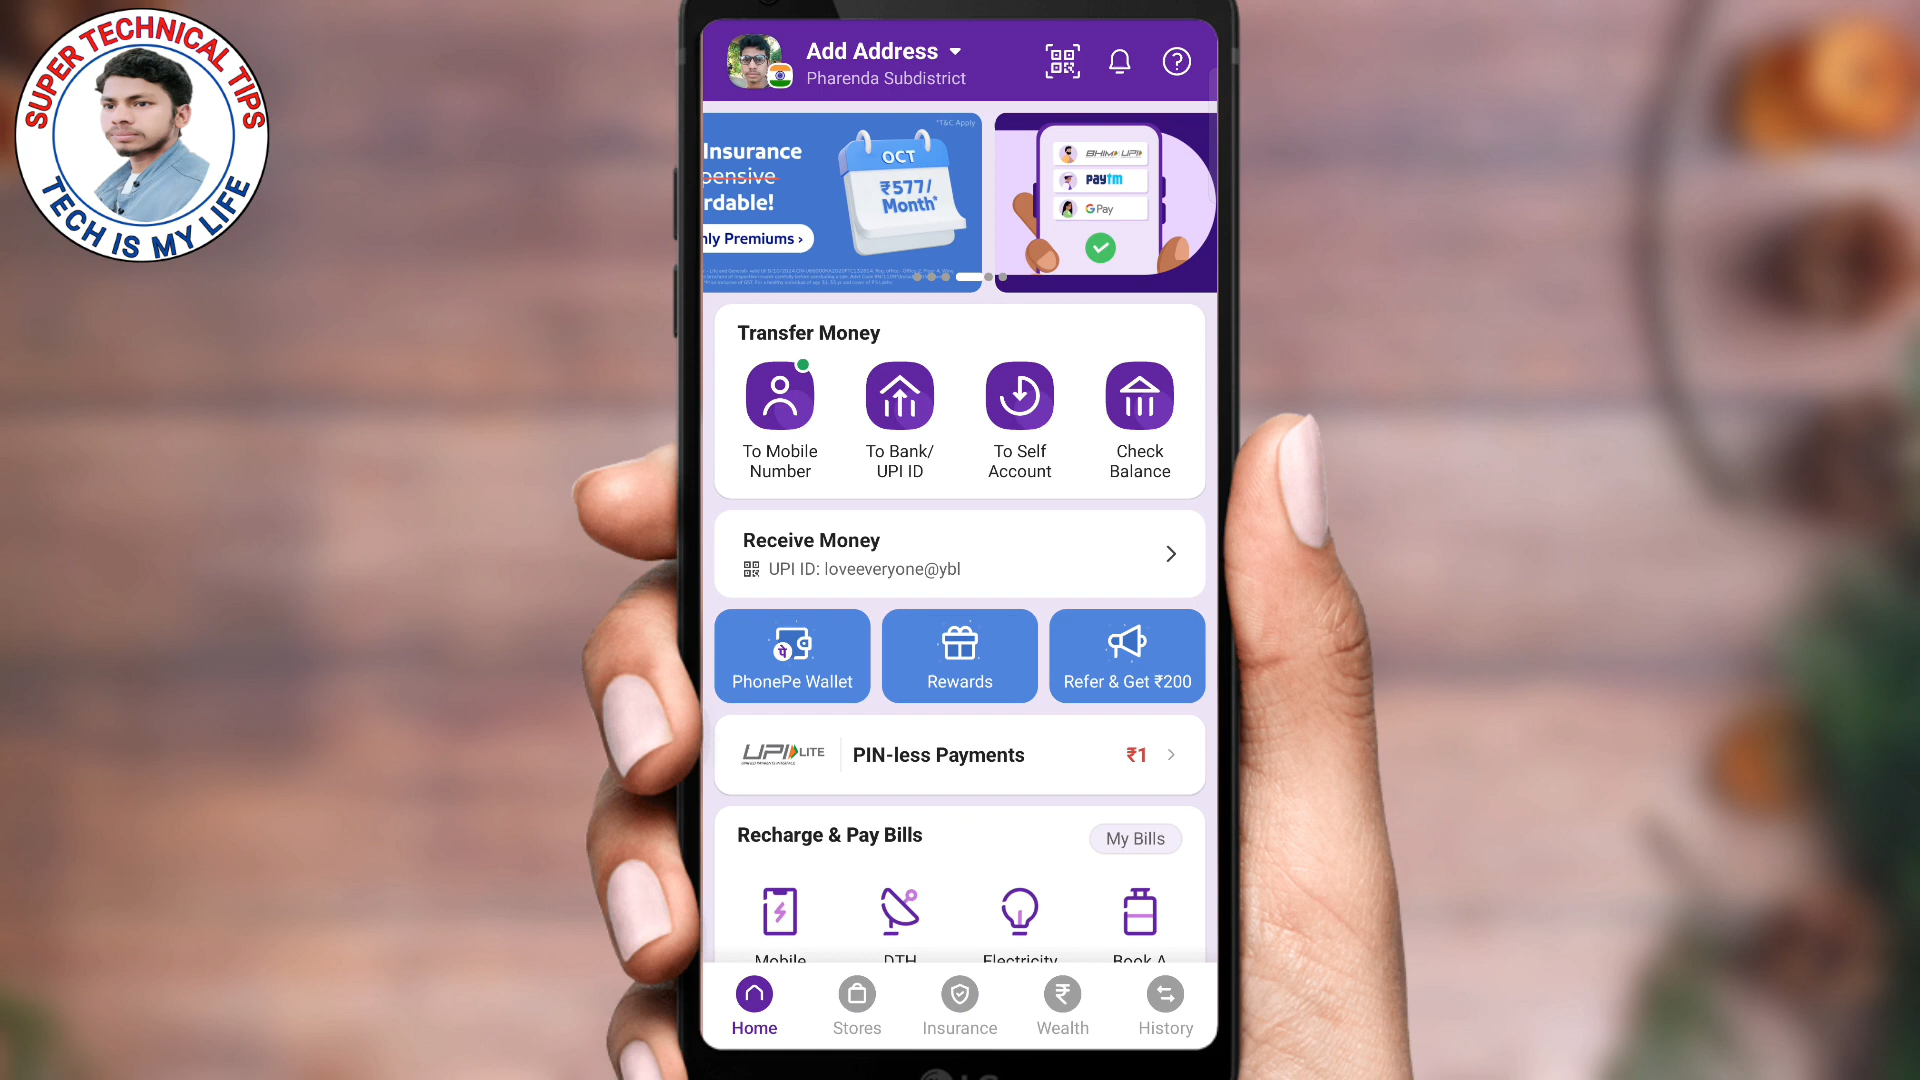 SUPER TECHNICAL TIPS
TECH IS MY LIFE
Add Address
Pharenda Subdistrict
*T&C Apply
Insurance
pensive
rdable!
nly Premiums ›
OCT
₹577/
Month*
BHIM UPI
paytm
G Pay
Transfer Money
To Mobile
Number
To Bank/
UPI ID
To Self
Account
Check
Balance
Receive Money
UPI ID: loveeveryone@ybl
पे
PhonePe Wallet
Rewards
Refer & Get ₹200
UPI LITE
PIN-less Payments
₹1
Recharge & Pay Bills
My Bills
Mobile
DTH
Electricity
Book A
Home
Stores
Insurance
Wealth
History